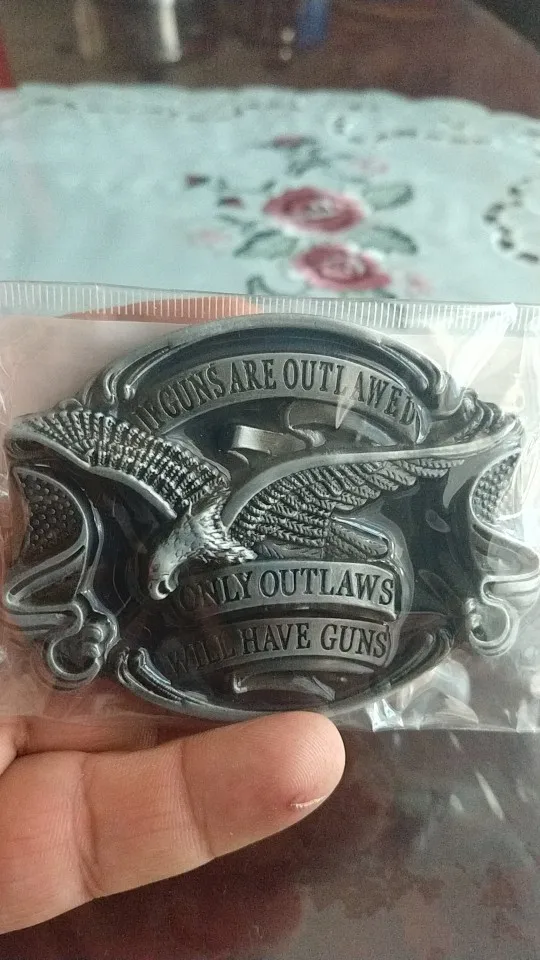 IF GUNS ARE OUTLAWED
ONLY OUTLAWS
WILL HAVE GUNS